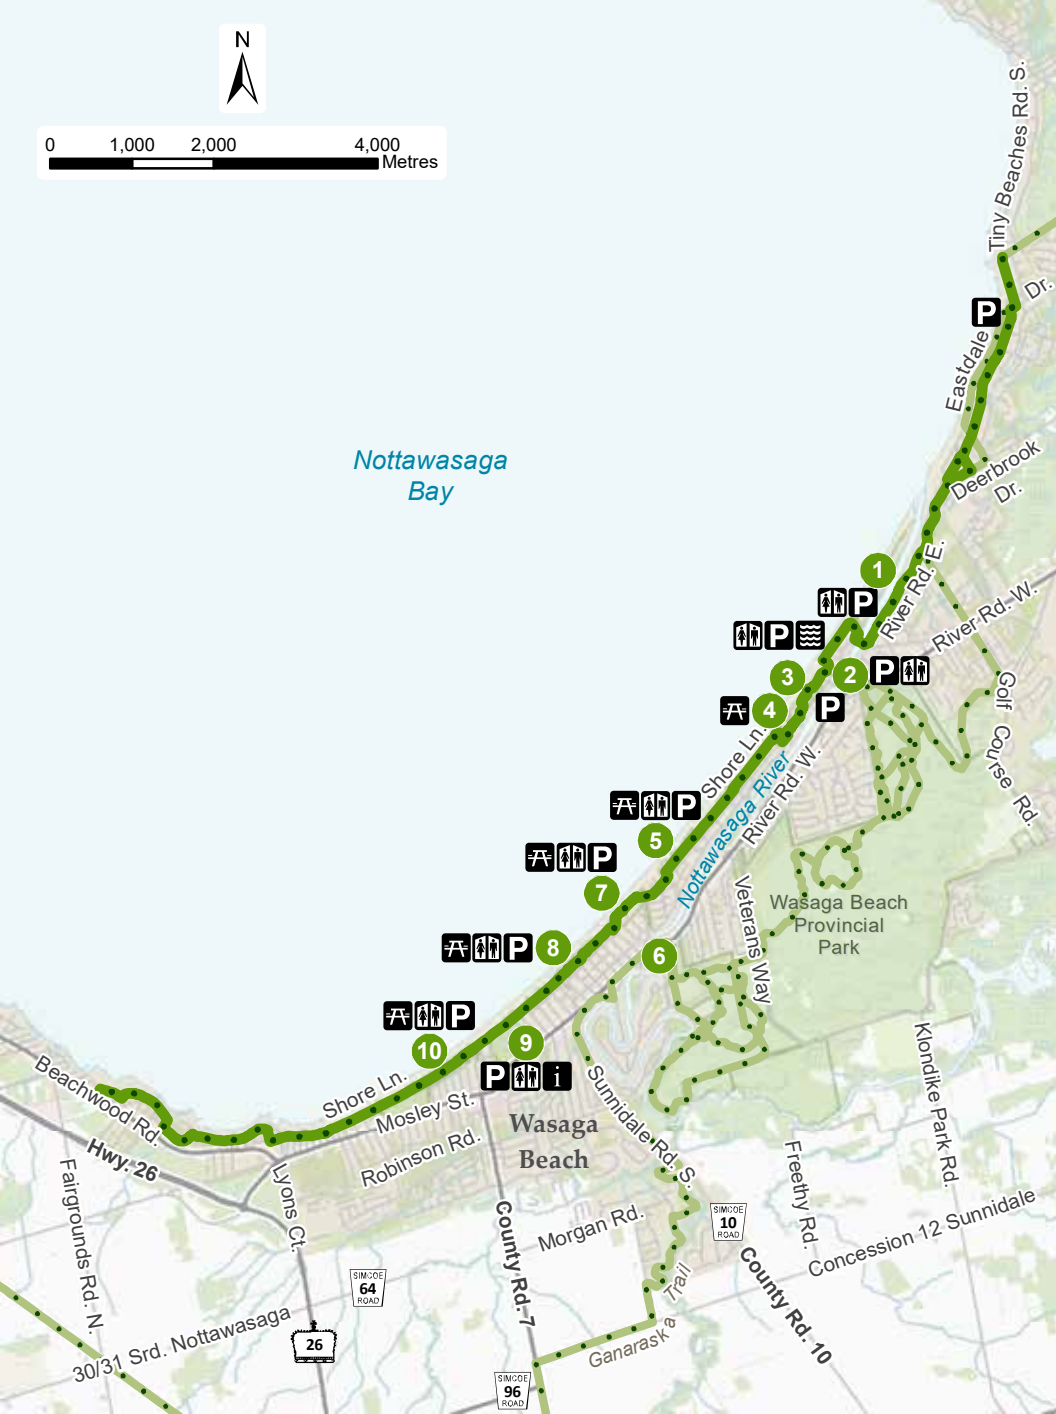 N
0 1,000 2,000 4,000
Metres
Tiny Beaches Rd. S.
Dr.
P
Eastdale
Nottawasaga
Bay
Deerbrook
Dr.
1
River Rd. E.
P
River Rd. W.
P
3
2
P
4
P
Golf Course Rd.
Shore Ln.
Nottawasaga River
River Rd. W.
P
5
P
7
Veterans Way
Wasaga Beach
Provincial
Park
P
8
6
P
10
9
P i
Klondike Park Rd.
Beachwood Rd.
Shore Ln.
Mosley St.
Sunnidale Rd. S.
Wasaga
Beach
Hwy. 26
Robinson Rd.
Fairgrounds Rd. N.
Lyons Ct.
Freethy Rd.
County Rd. 7
Morgan Rd.
SIMCOE
10
ROAD
Concession 12 Sunnidale
County Rd. 10
SIMCOE
64
ROAD
30/31 Srd. Nottawasaga
26
Ganaraska Trail
SIMCOE
96
ROAD